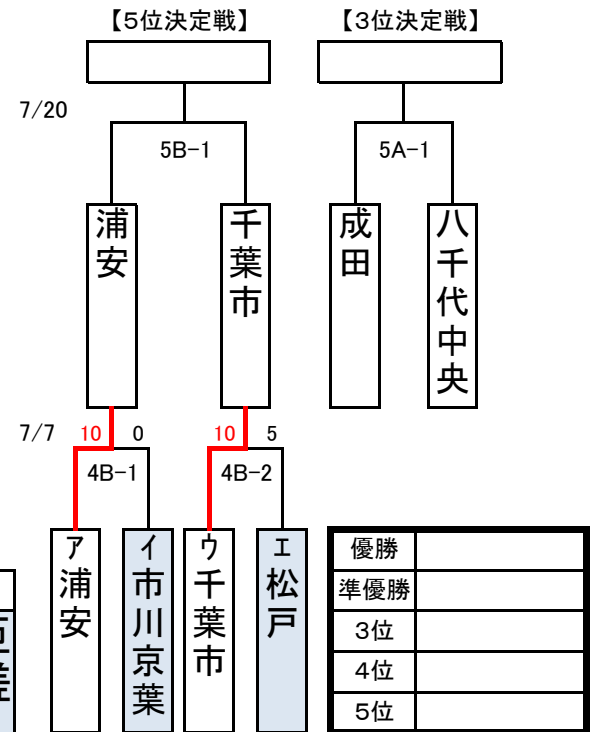 【5位決定戦】
【3位決定戦】
7/20
5B-1
5A-1
浦安
千葉市
成田
八千代中央
7/7
10
0
10
5
4B-1
4B-2
ア
浦安
イ
市川京葉
ウ
千葉市
エ
松戸
優勝
準優勝
3位
4位
5位